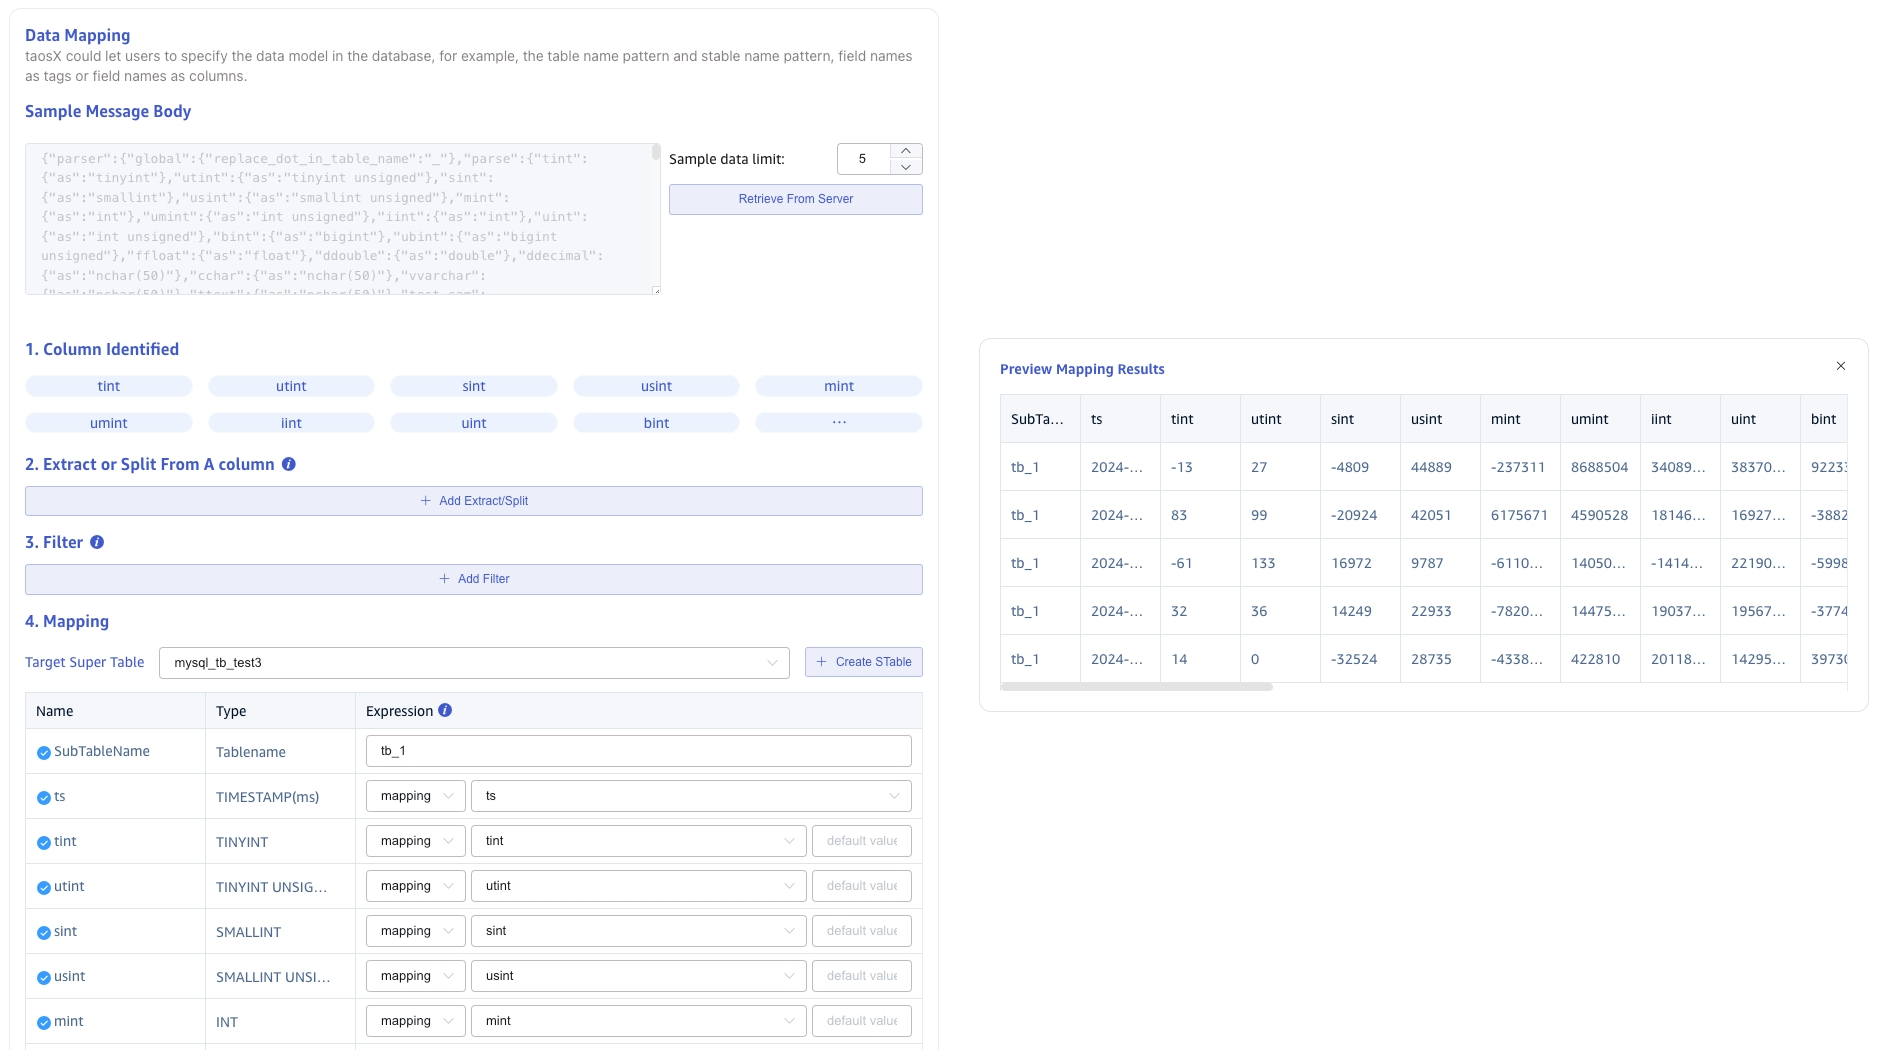 Data Mapping
taosX could let users to specify the data model in the database, for example, the table name pattern and stable name pattern, field names
as tags or field names as columns.
Sample Message Body
{"parser":{"global":{"replace_dot_in_table_name":"_"},"parse":{"tint":
{"as":"tinyint"},"utint":{"as":"tinyint unsigned"},"sint":
{"as":"smallint"},"usint":{"as":"smallint unsigned"},"mint":
{"as":"int"},"umint":{"as":"int unsigned"},"iint":{"as":"int"},"uint":
{"as":"int unsigned"},"bint":{"as":"bigint"},"ubint":{"as":"bigint
unsigned"},"ffloat":{"as":"float"},"ddouble":{"as":"double"},"ddecimal":
{"as":"nchar(50)"},"cchar":{"as":"nchar(50)"},"vvarchar":
{"as":"nchar(50)"},"ttext":{"as":"nchar(50)"},"test_sam":
Sample data limit: 5
Retrieve From Server
1. Column Identified
tint utint sint usint mint
umint iint uint bint ...
2. Extract or Split From A column
+ Add Extract/Split
3. Filter
+ Add Filter
4. Mapping
Target Super Table mysql_tb_test3 + Create STable
Name Type Expression
SubTableName Tablename tb_1
ts TIMESTAMP(ms) mapping ts
tint TINYINT mapping tint default value
utint TINYINT UNSIG... mapping utint default value
sint SMALLINT mapping sint default value
usint SMALLINT UNSI... mapping usint default value
mint INT mapping mint default value
Preview Mapping Results
SubTa... ts tint utint sint usint mint umint iint uint bint
tb_1 2024-... -13 27 -4809 44889 -237311 8688504 34089... 38370... 92233
tb_1 2024-... 83 99 -20924 42051 6175671 4590528 18146... 16927... -3882
tb_1 2024-... -61 133 16972 9787 -6110... 14050... -1414... 22190... -5998
tb_1 2024-... 32 36 14249 22933 -7820... 14475... 19037... 19567... -3774
tb_1 2024-... 14 0 -32524 28735 -4338... 422810 20118... 14295... 39730